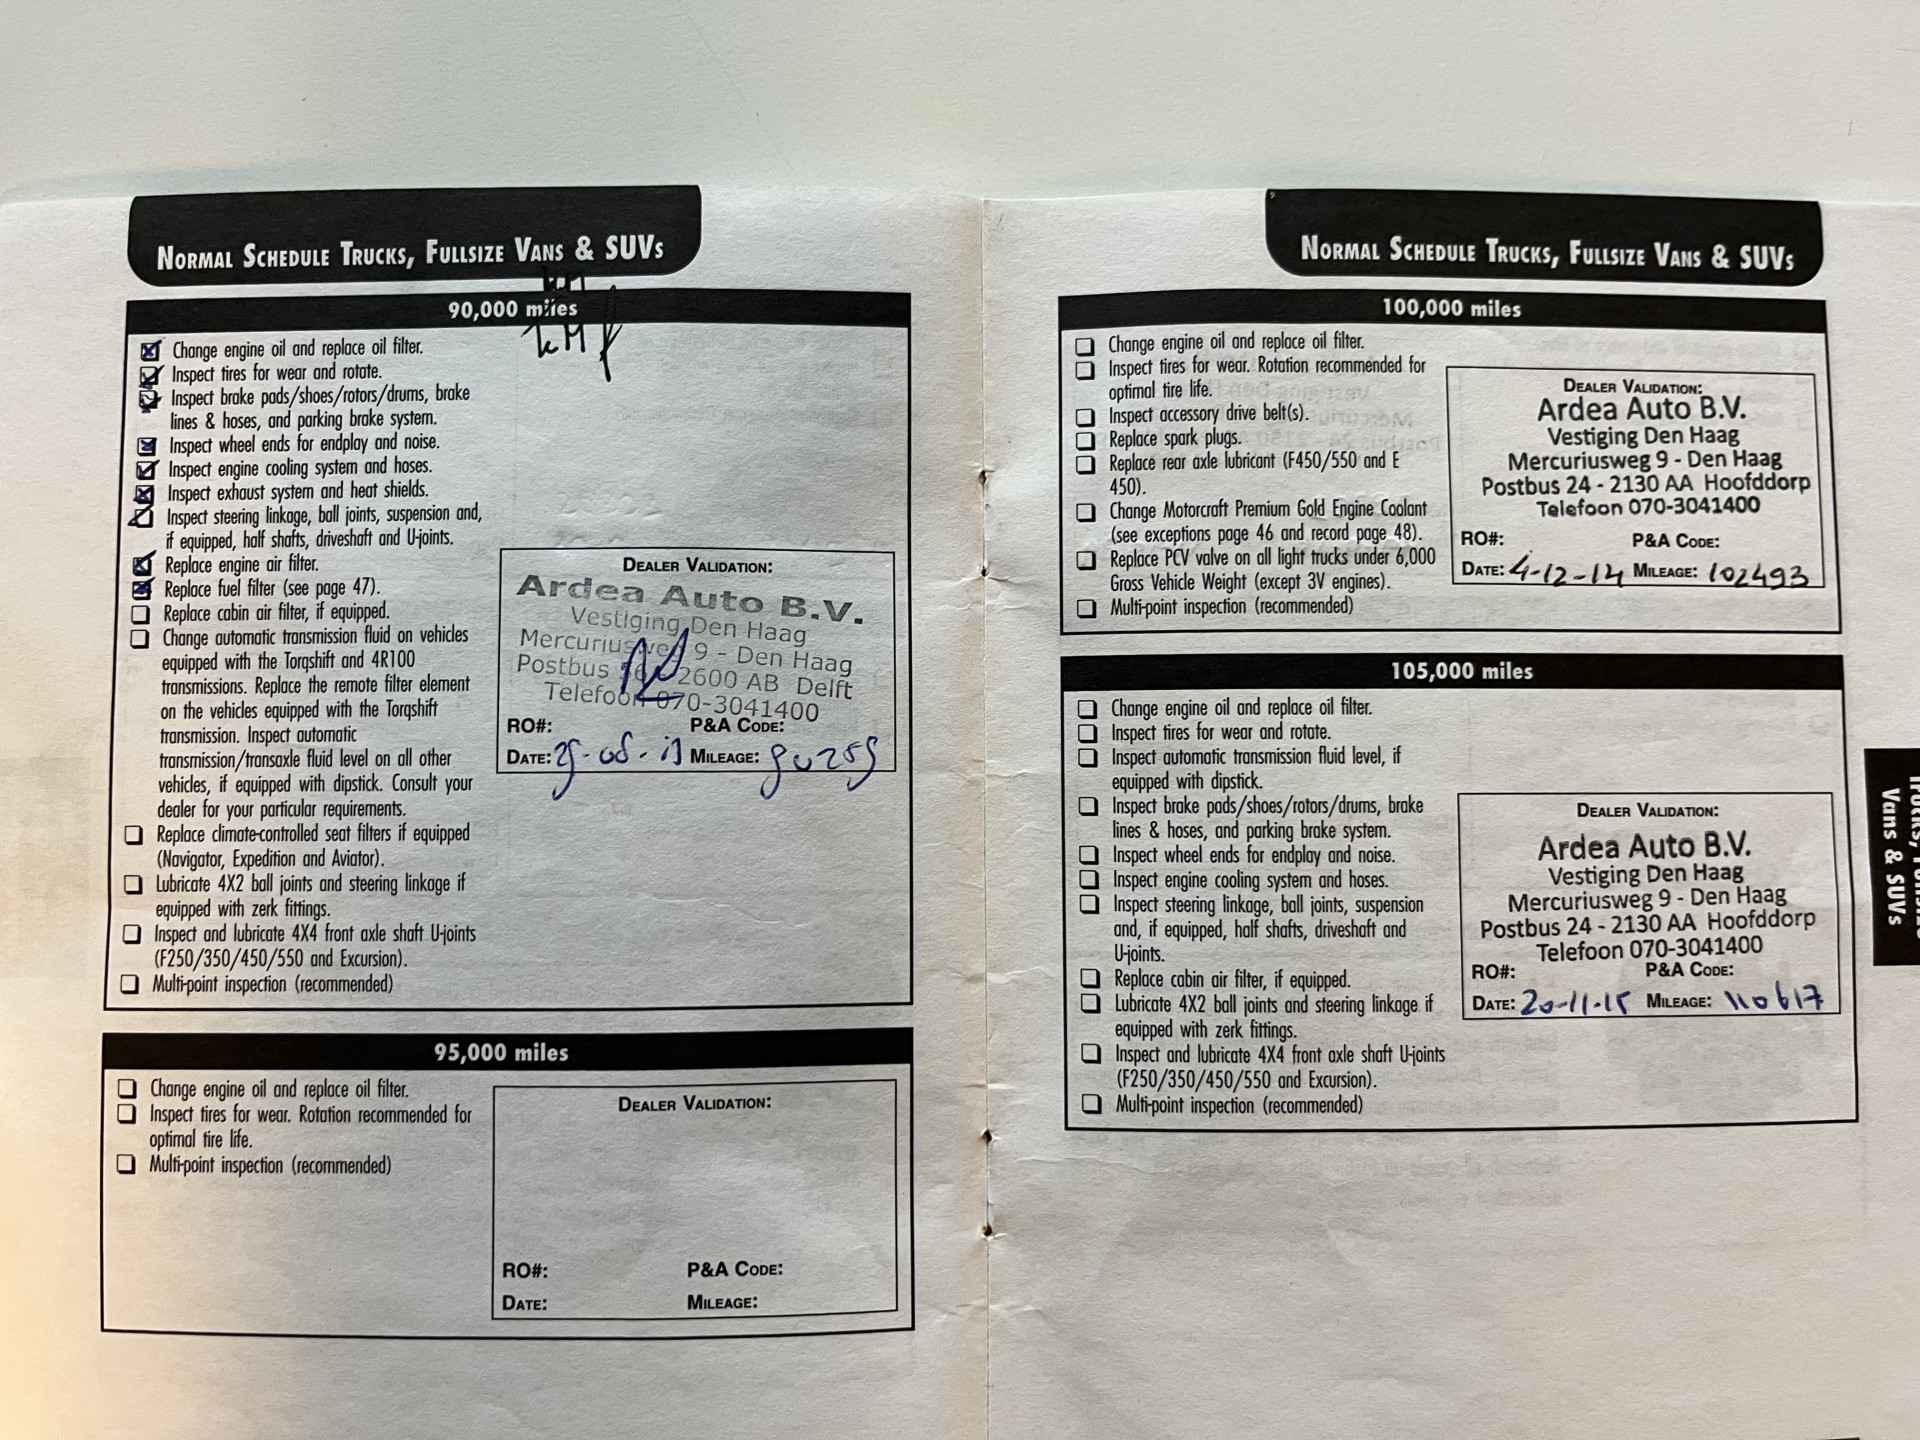 NORMAL SCHEDULE TRUCKS, FULLSIZE VANS & SUVS
90,000 miles
KM
Change engine oil and replace oil filter.
Inspect tires for wear and rotate.
Inspect brake pads/shoes/rotors/drums, brake
lines & hoses, and parking brake system.
Inspect wheel ends for endplay and noise.
Inspect engine cooling system and hoses.
Inspect exhaust system and heat shields.
Inspect steering linkage, ball joints, suspension and,
if equipped, half shafts, driveshaft and U-joints.
Replace engine air filter.
Replace fuel filter (see page 47).
Replace cabin air filter, if equipped.
Change automatic transmission fluid on vehicles
equipped with the Torqshift and 4R100
transmissions. Replace the remote filter element
on the vehicles equipped with the Torqshift
transmission. Inspect automatic
transmission/transaxle fluid level on all other
vehicles, if equipped with dipstick. Consult your
dealer for your particular requirements.
Replace climate-controlled seat filters if equipped
(Navigator, Expedition and Aviator).
Lubricate 4X2 ball joints and steering linkage if
equipped with zerk fittings.
Inspect and lubricate 4X4 front axle shaft U-joints
(F250/350/450/550 and Excursion).
Multi-point inspection (recommended)
DEALER VALIDATION:
Ardea Auto B.V.
Vestiging Den Haag
Mercuriusweg 9 - Den Haag
Postbus 2600 AB Delft
Telefoon 070-3041400
RO#: P&A CODE:
DATE: MILEAGE: 90259
95,000 miles
Change engine oil and replace oil filter.
Inspect tires for wear. Rotation recommended for
optimal tire life.
Multi-point inspection (recommended)
DEALER VALIDATION:
RO#: P&A CODE:
DATE: MILEAGE:
NORMAL SCHEDULE TRUCKS, FULLSIZE VANS & SUVS
100,000 miles
Change engine oil and replace oil filter.
Inspect tires for wear. Rotation recommended for
optimal tire life.
Inspect accessory drive belt(s).
Replace spark plugs.
Replace rear axle lubricant (F450/550 and E
450).
Change Motorcraft Premium Gold Engine Coolant
(see exceptions page 46 and record page 48).
Replace PCV valve on all light trucks under 6,000
Gross Vehicle Weight (except 3V engines).
Multi-point inspection (recommended)
DEALER VALIDATION:
Ardea Auto B.V.
Vestiging Den Haag
Mercuriusweg 9 - Den Haag
Postbus 24 - 2130 AA Hoofddorp
Telefoon 070-3041400
RO#: P&A CODE:
DATE: 4-12-14 MILEAGE: 102493
105,000 miles
Change engine oil and replace oil filter.
Inspect tires for wear and rotate.
Inspect automatic transmission fluid level, if
equipped with dipstick.
Inspect brake pads/shoes/rotors/drums, brake
lines & hoses, and parking brake system.
Inspect wheel ends for endplay and noise.
Inspect engine cooling system and hoses.
Inspect steering linkage, ball joints, suspension
and, if equipped, half shafts, driveshaft and
U-joints.
Replace cabin air filter, if equipped.
Lubricate 4X2 ball joints and steering linkage if
equipped with zerk fittings.
Inspect and lubricate 4X4 front axle shaft U-joints
(F250/350/450/550 and Excursion).
Multi-point inspection (recommended)
DEALER VALIDATION:
Ardea Auto B.V.
Vestiging Den Haag
Mercuriusweg 9 - Den Haag
Postbus 24 - 2130 AA Hoofddorp
Telefoon 070-3041400
RO#: P&A CODE:
DATE: 20-11-15 MILEAGE: 110617
Vans & SUVs